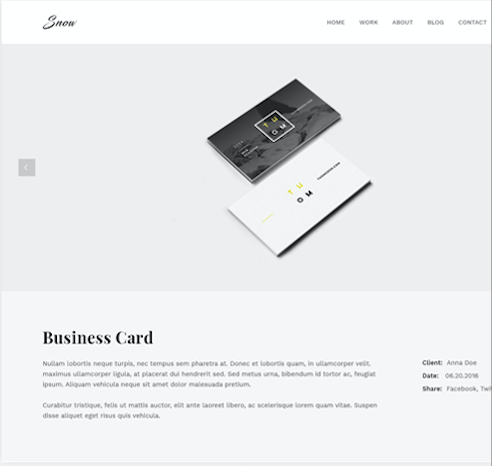 Snow
HOME WORK ABOUT BLOG CONTACT
T U
O M
T U
O M
Business Card
Nullam lobortis neque turpis, nec tempus sem pharetra at. Donec et lobortis quam, in ullamcorper velit,
maximus ullamcorper ligula, at placerat dui hendrerit sed. Sed metus urna, bibendum id tortor ac, feugiat
ipsum. Aliquam vehicula neque sit amet dolor malesuada pretium.
Curabitur tristique, felis ut mattis auctor, elit ante laoreet libero, ac scelerisque lorem quam vitae. Suspen
disse aliquet eget risus quis vehicula.
Client: Anna Doe
Date: 06.20.2016
Share: Facebook, Twi